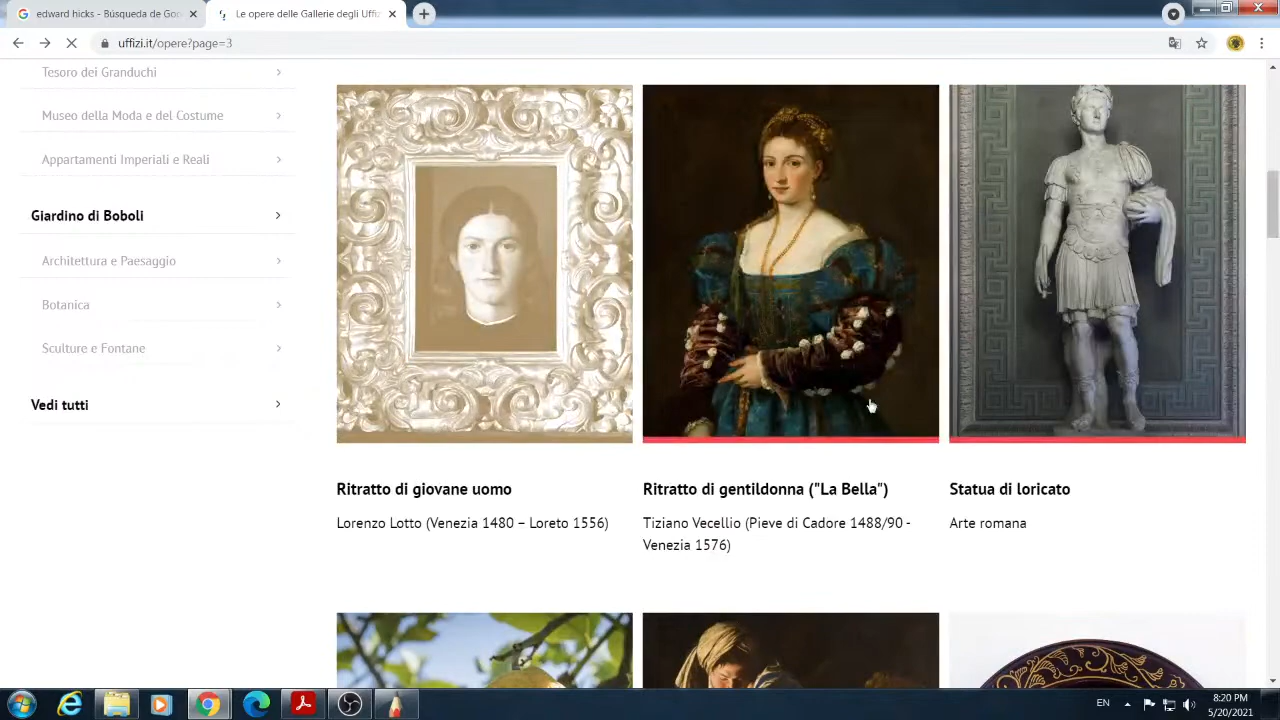 edward hicks - Búsqueda de Goo
Le opere delle Gallerie degli Uffiz
uffizi.it/opere?page=3
Tesoro dei Granduchi
Museo della Moda e del Costume
Appartamenti Imperiali e Reali
Giardino di Boboli
Architettura e Paesaggio
Botanica
Sculture e Fontane
Vedi tutti
Ritratto di giovane uomo
Lorenzo Lotto (Venezia 1480 – Loreto 1556)
Ritratto di gentildonna ("La Bella")
Tiziano Vecellio (Pieve di Cadore 1488/90 -
Venezia 1576)
Statua di loricato
Arte romana
EN
8:20 PM
5/20/2021